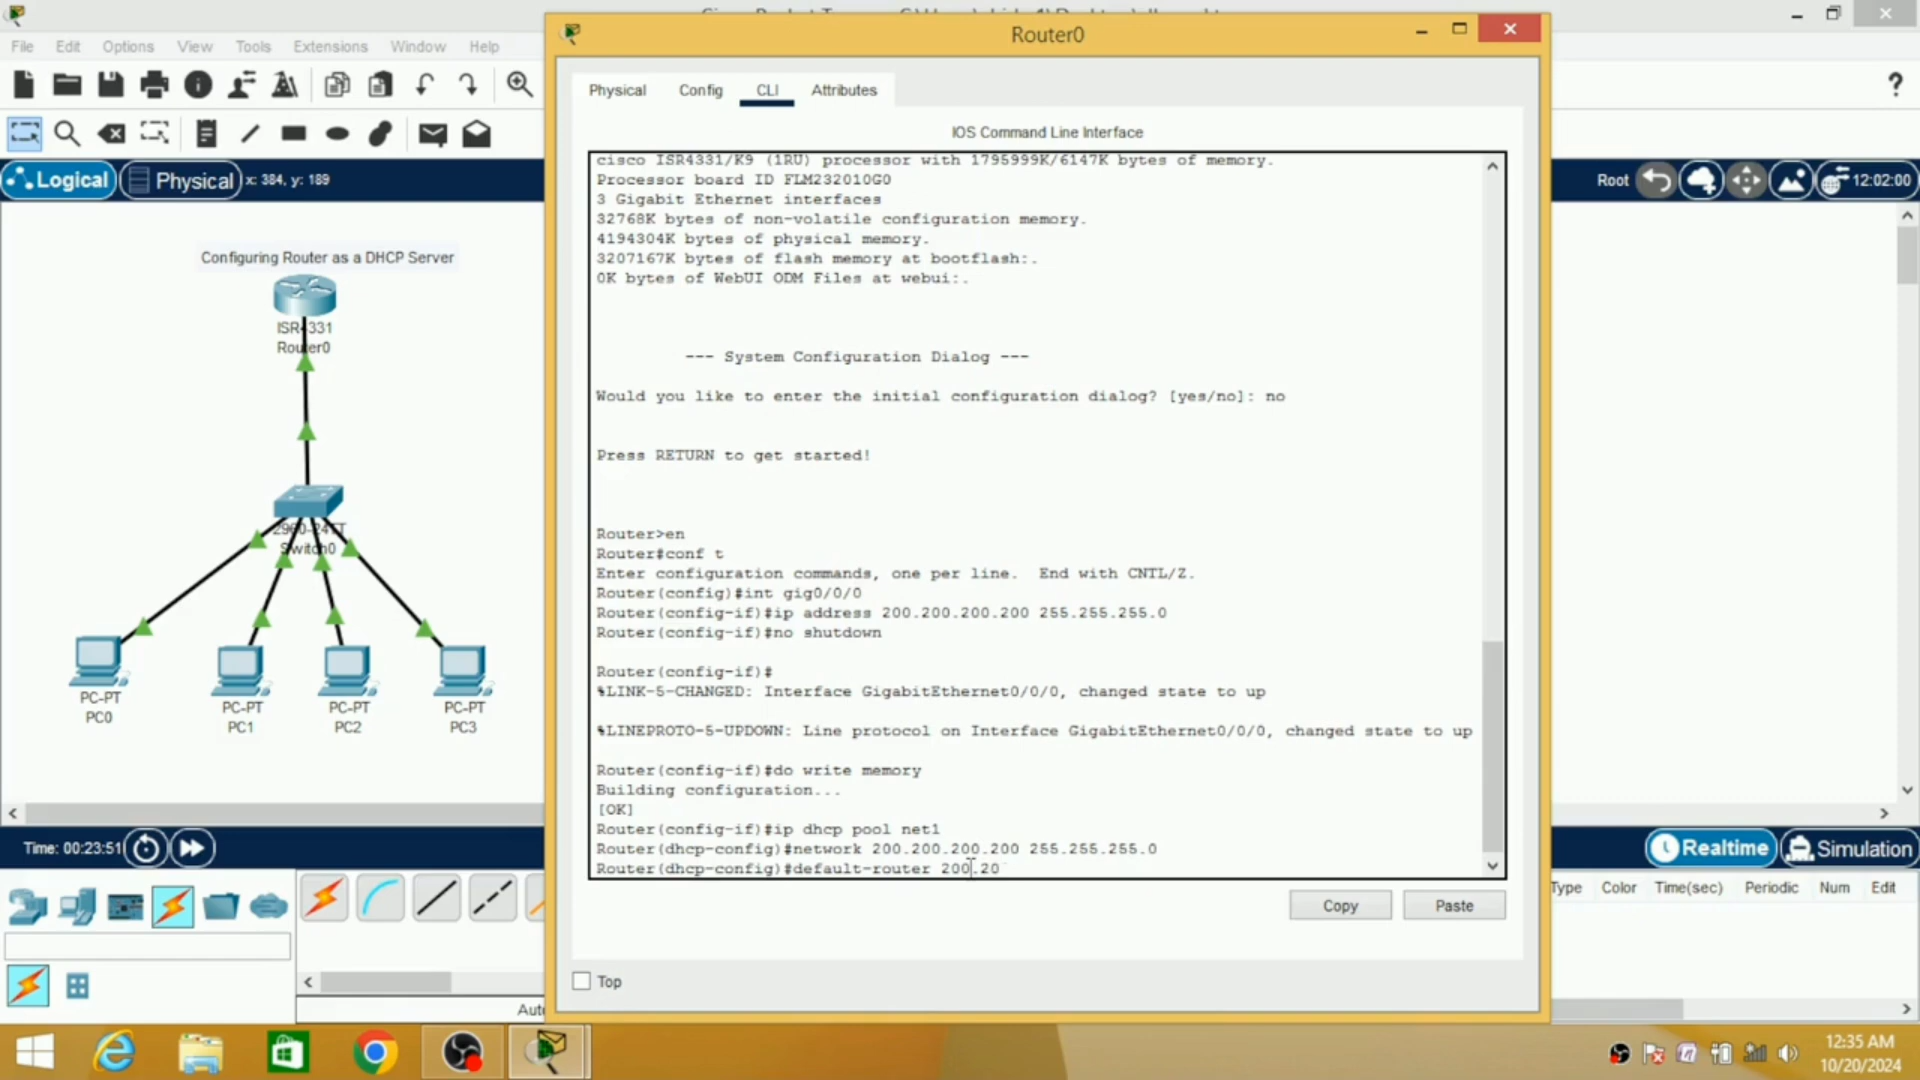 Router0
File Edit Options View Tools Extensions Window Help
Physical Config CLI Attributes
IOS Command Line Interface
Logical Physical x: 384, y: 189
Root 12:02:00
Configuring Router as a DHCP Server
ISR4331
Router0
2960-24TT
Switch0
PC-PT
PC0
PC-PT
PC1
PC-PT
PC2
PC-PT
PC3
cisco ISR4331/K9 (1RU) processor with 1795999K/6147K bytes of memory.
Processor board ID FLM232010G0
3 Gigabit Ethernet interfaces
32768K bytes of non-volatile configuration memory.
4194304K bytes of physical memory.
3207167K bytes of flash memory at bootflash:.
0K bytes of WebUI ODM Files at webui:.
--- System Configuration Dialog ---
Would you like to enter the initial configuration dialog? [yes/no]: no
Press RETURN to get started!
Router>en
Router#conf t
Enter configuration commands, one per line.  End with CNTL/Z.
Router(config)#int gig0/0/0
Router(config-if)#ip address 200.200.200.200 255.255.255.0
Router(config-if)#no shutdown
Router(config-if)#
%LINK-5-CHANGED: Interface GigabitEthernet0/0/0, changed state to up
%LINEPROTO-5-UPDOWN: Line protocol on Interface GigabitEthernet0/0/0, changed state to up
Router(config-if)#do write memory
Building configuration...
[OK]
Router(config-if)#ip dhcp pool net1
Router(dhcp-config)#network 200.200.200.200 255.255.255.0
Router(dhcp-config)#default-router 200.20
Copy Paste
Top
Time: 00:23:51
Realtime Simulation
Type Color Time(sec) Periodic Num Edit
12:35 AM
10/20/2024